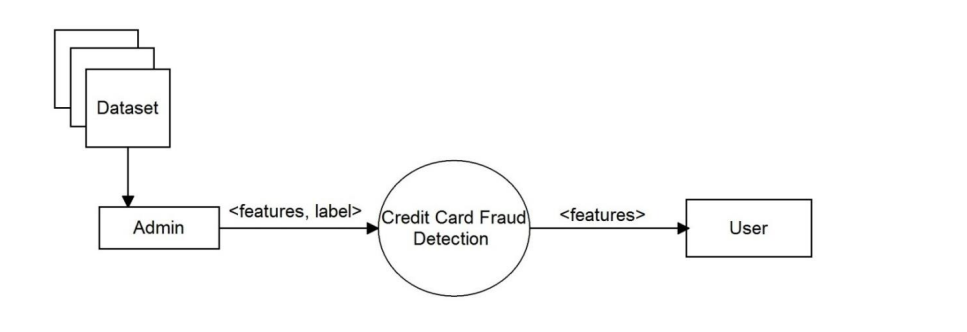 Dataset
Admin
<features, label>
Credit Card Fraud
Detection
<features>
User